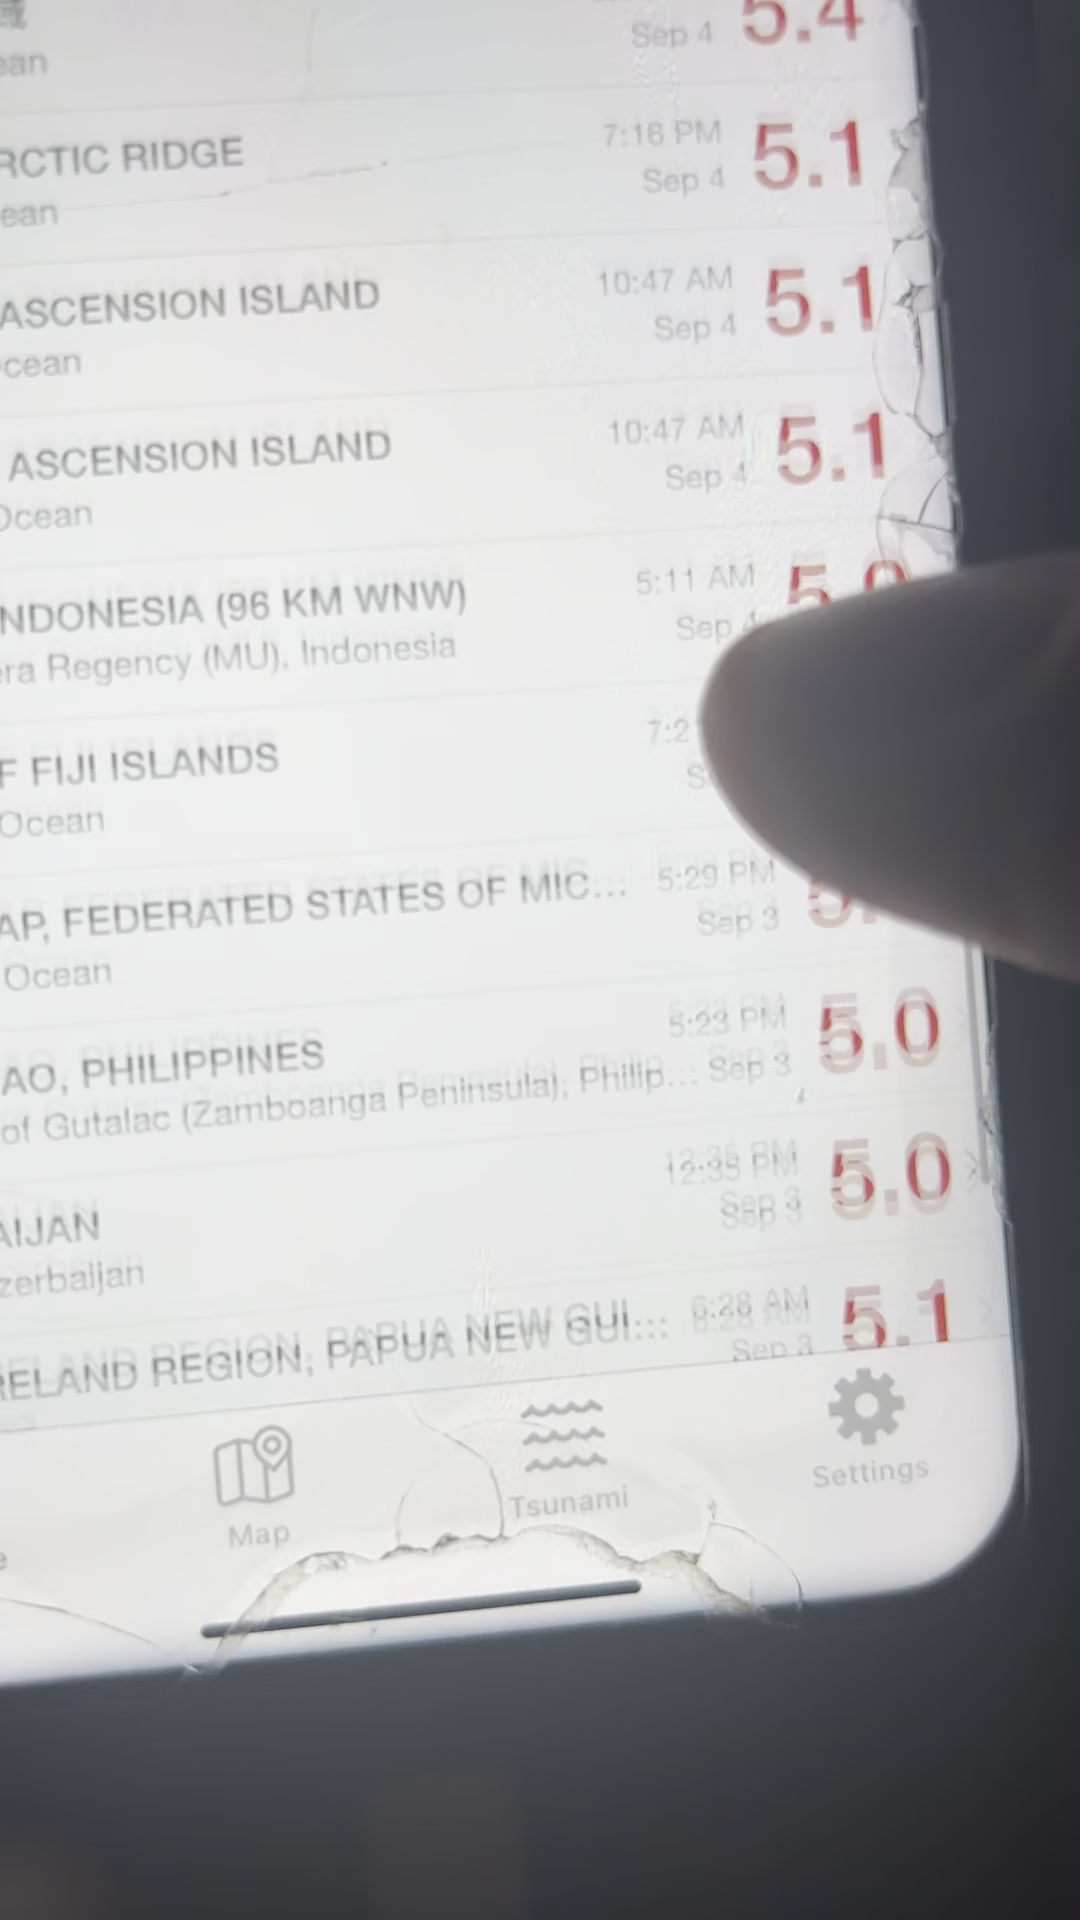 ean
Sep 4
5.4
RCTIC RIDGE
ean
7:16 PM
Sep 4
5.1
ASCENSION ISLAND
cean
10:47 AM
Sep 4
5.1
ASCENSION ISLAND
Ocean
10:47 AM
Sep 4
5.1
INDONESIA (96 KM WNW)
era Regency (MU), Indonesia
5:11 AM
Sep
F FIJI ISLANDS
Ocean
7:2
AP, FEDERATED STATES OF MIC...
Ocean
5:29 PM
Sep 3
AO, PHILIPPINES
of Gutalac (Zamboanga Peninsula), Philip...
5:23 PM
Sep 3
5.0
AIJAN
zerbaijan
Sep 3
5.0
RELAND REGION, PAPUA NEW GUI...
6:28 AM
Sep 3
5.1
Map
Tsunami
Settings